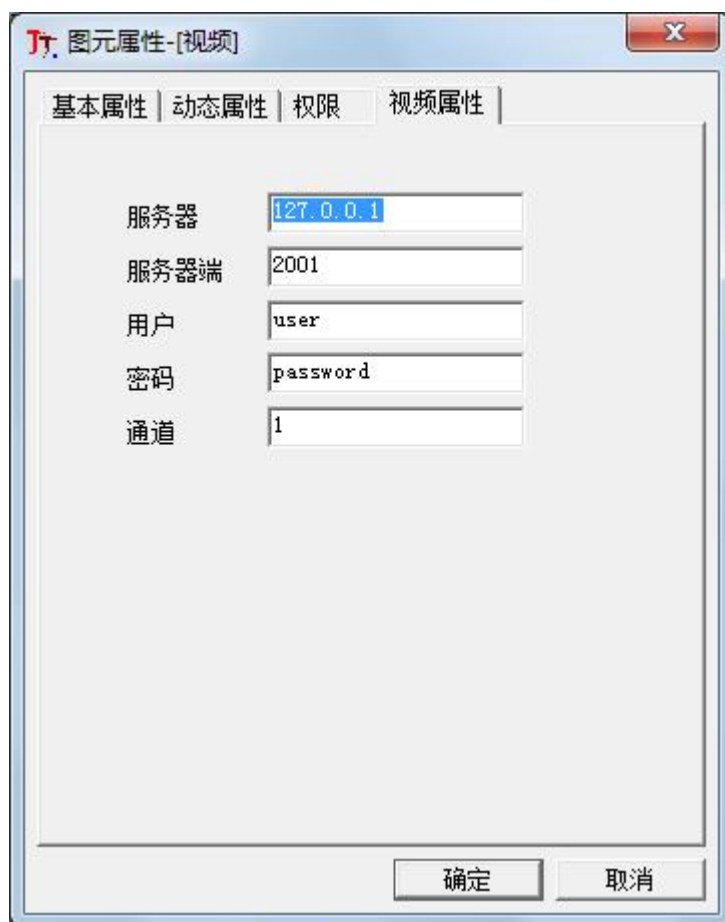 图元属性-[视频]
基本属性 动态属性 权限 视频属性
服务器 127.0.0.1
服务器端 2001
用户 user
密码 password
通道 1
确定 取消